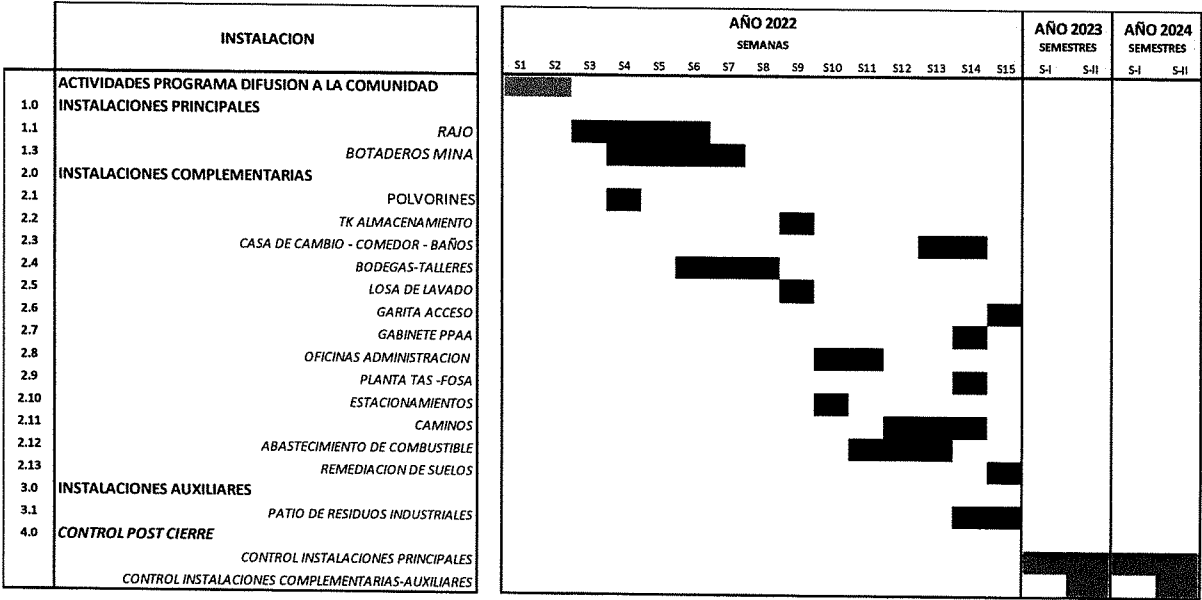 INSTALACION
AÑO 2022
SEMANAS
S1 S2 S3 S4 S5 S6 S7 S8 S9 S10 S11 S12 S13 S14 S15
AÑO 2023
SEMESTRES
S-I S-II
AÑO 2024
SEMESTRES
S-I S-II
ACTIVIDADES PROGRAMA DIFUSION A LA COMUNIDAD
1.0 INSTALACIONES PRINCIPALES
1.1 RAJO
1.3 BOTADEROS MINA
2.0 INSTALACIONES COMPLEMENTARIAS
2.1 POLVORINES
2.2 TK ALMACENAMIENTO
2.3 CASA DE CAMBIO - COMEDOR - BAÑOS
2.4 BODEGAS-TALLERES
2.5 LOSA DE LAVADO
2.6 GARITA ACCESO
2.7 GABINETE PPAA
2.8 OFICINAS ADMINISTRACION
2.9 PLANTA TAS -FOSA
2.10 ESTACIONAMIENTOS
2.11 CAMINOS
2.12 ABASTECIMIENTO DE COMBUSTIBLE
2.13 REMEDIACION DE SUELOS
3.0 INSTALACIONES AUXILIARES
3.1 PATIO DE RESIDUOS INDUSTRIALES
4.0 CONTROL POST CIERRE
CONTROL INSTALACIONES PRINCIPALES
CONTROL INSTALACIONES COMPLEMENTARIAS-AUXILIARES